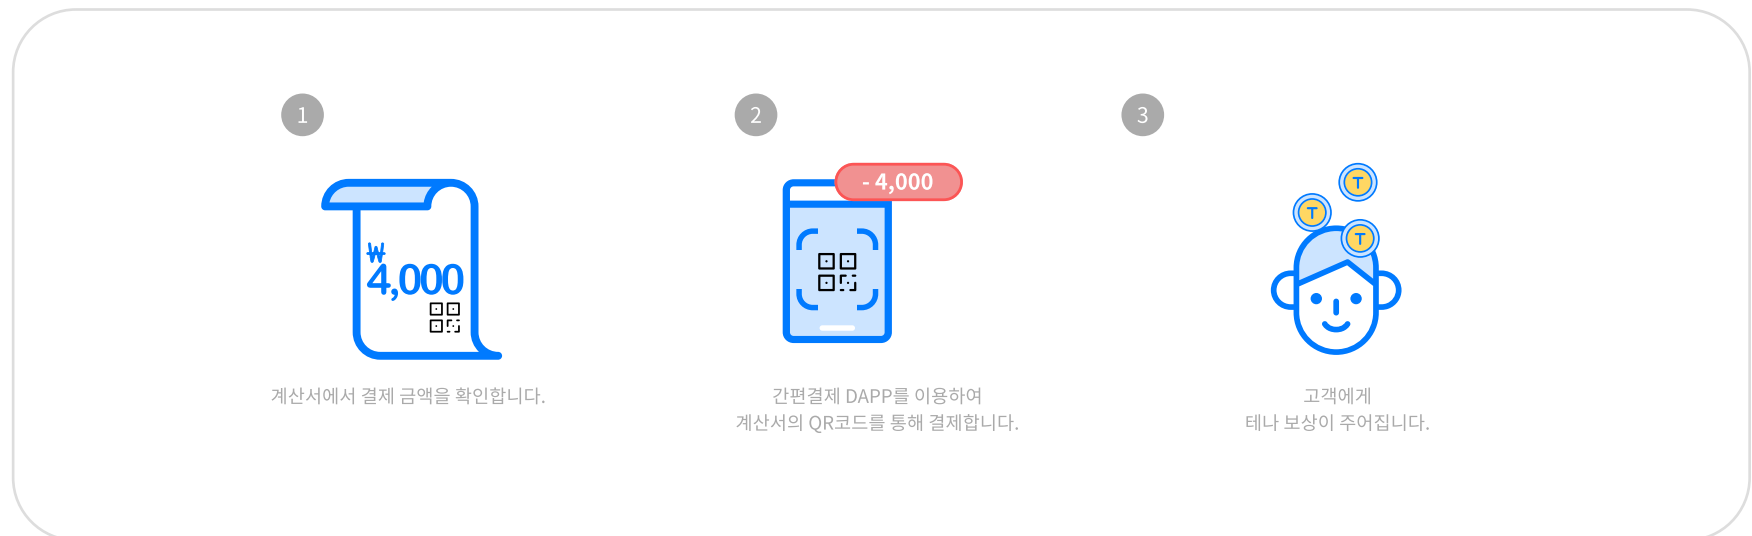 1
₩
4,000
계산서에서 결제 금액을 확인합니다.
2
- 4,000
간편결제 DAPP를 이용하여
계산서의 QR코드를 통해 결제합니다.
3
T
T
T
고객에게
테나 보상이 주어집니다.